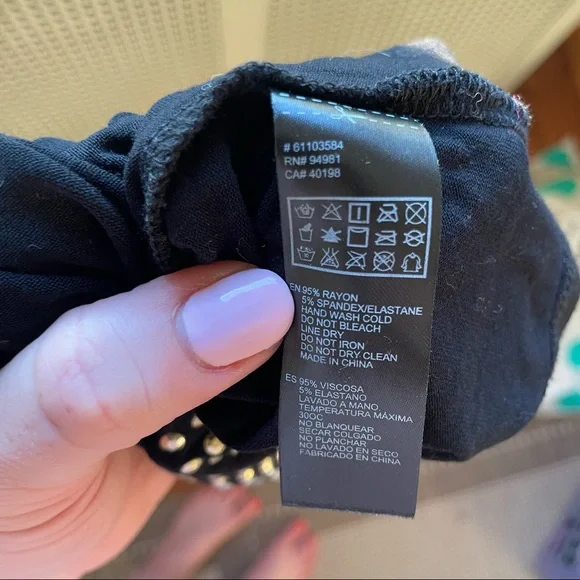 # 61103584
RN# 94981
CA# 40198
EN 95% RAYON
5% SPANDEX/ELASTANE
HAND WASH COLD
DO NOT BLEACH
LINE DRY
DO NOT IRON
DO NOT DRY CLEAN
MADE IN CHINA
ES 95% VISCOSA
5% ELASTANO
LAVADO A MANO
TEMPERATURA MÁXIMA
30OC
NO BLANQUEAR
SECAR COLGADO
NO PLANCHAR
NO LAVADO EN SECO
FABRICADO EN CHINA